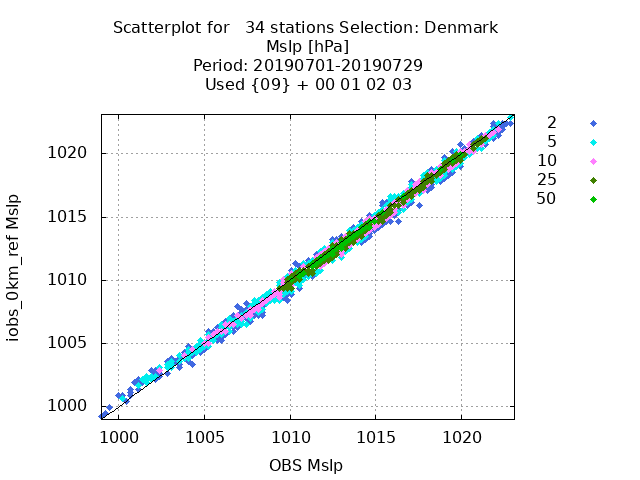 Scatterplot for   34 stations Selection: Denmark
Mslp [hPa]
Period: 20190701-20190729
Used {09} + 00 01 02 03
2
5
10
25
50
1020
1015
1010
1005
1000
iobs_0km_ref Mslp
1000 1005 1010 1015 1020
OBS Mslp